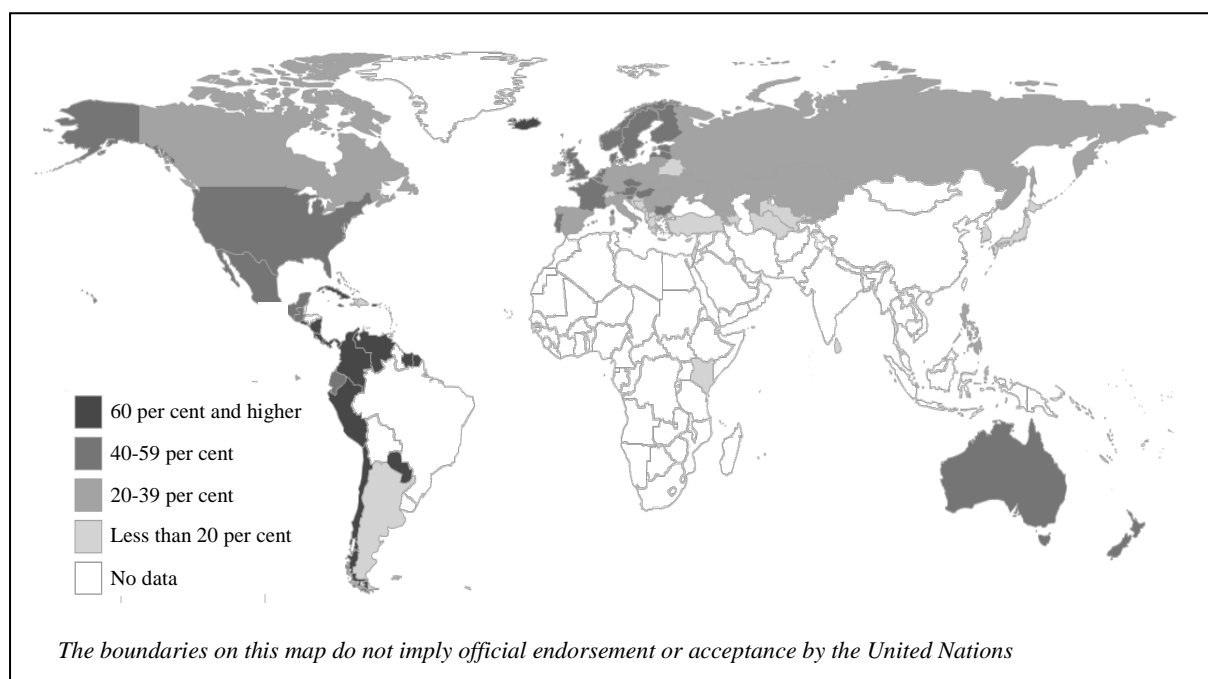 60 per cent and higher
40-59 per cent
20-39 per cent
Less than 20 per cent
No data
The boundaries on this map do not imply official endorsement or acceptance by the United Nations